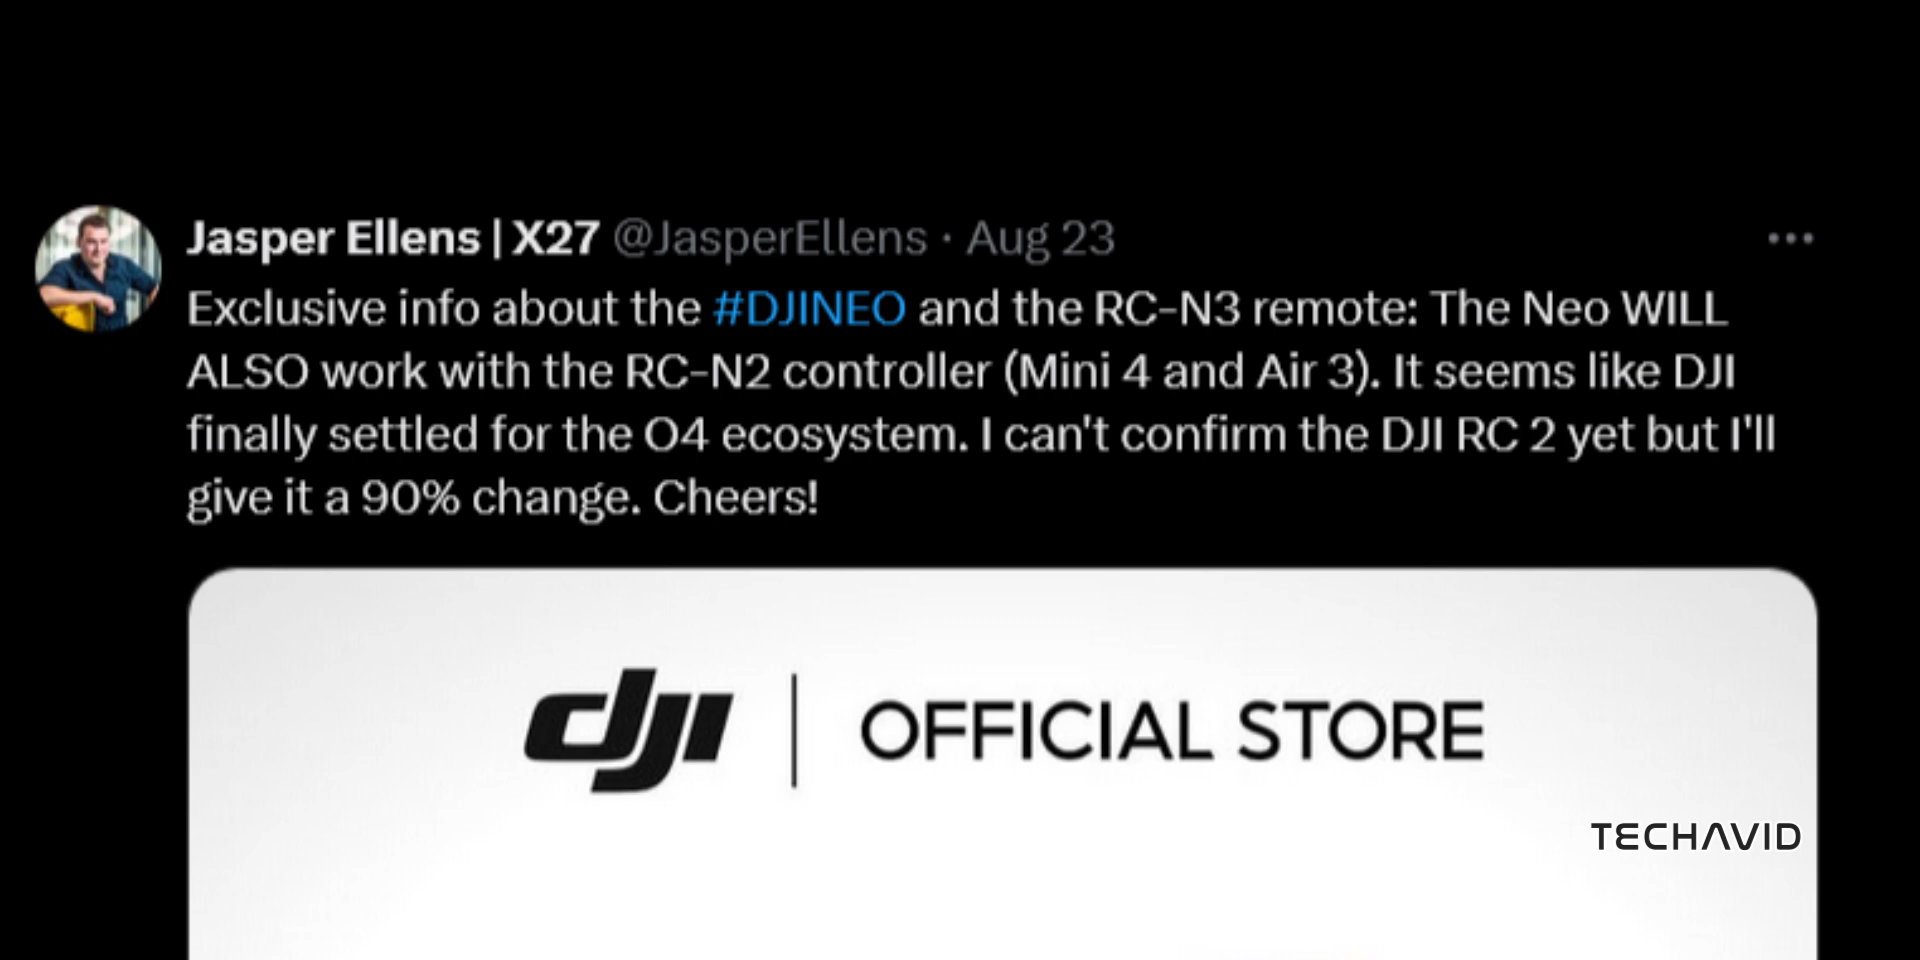 Jasper Ellens | X27 @JasperEllens · Aug 23
Exclusive info about the #DJINEO and the RC-N3 remote: The Neo WILL
ALSO work with the RC-N2 controller (Mini 4 and Air 3). It seems like DJI
finally settled for the O4 ecosystem. I can't confirm the DJI RC 2 yet but I'll
give it a 90% change. Cheers!
dji | OFFICIAL STORE
TECHAVID